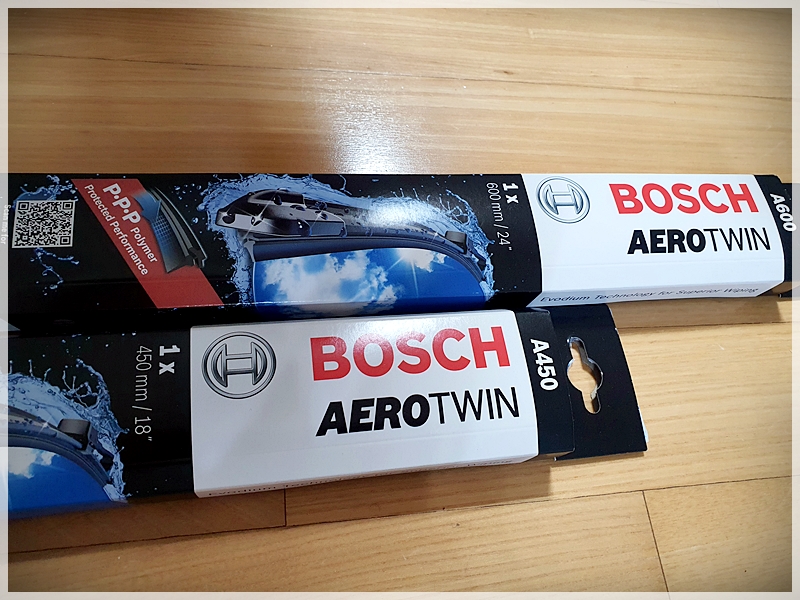 P.P.P Polymer
Protected Performance
1 x
600 mm / 24"
BOSCH
AEROTWIN
Evodium Technology for Superior Wiping
A600
1 x
450 mm / 18"
BOSCH
AEROTWIN
A450